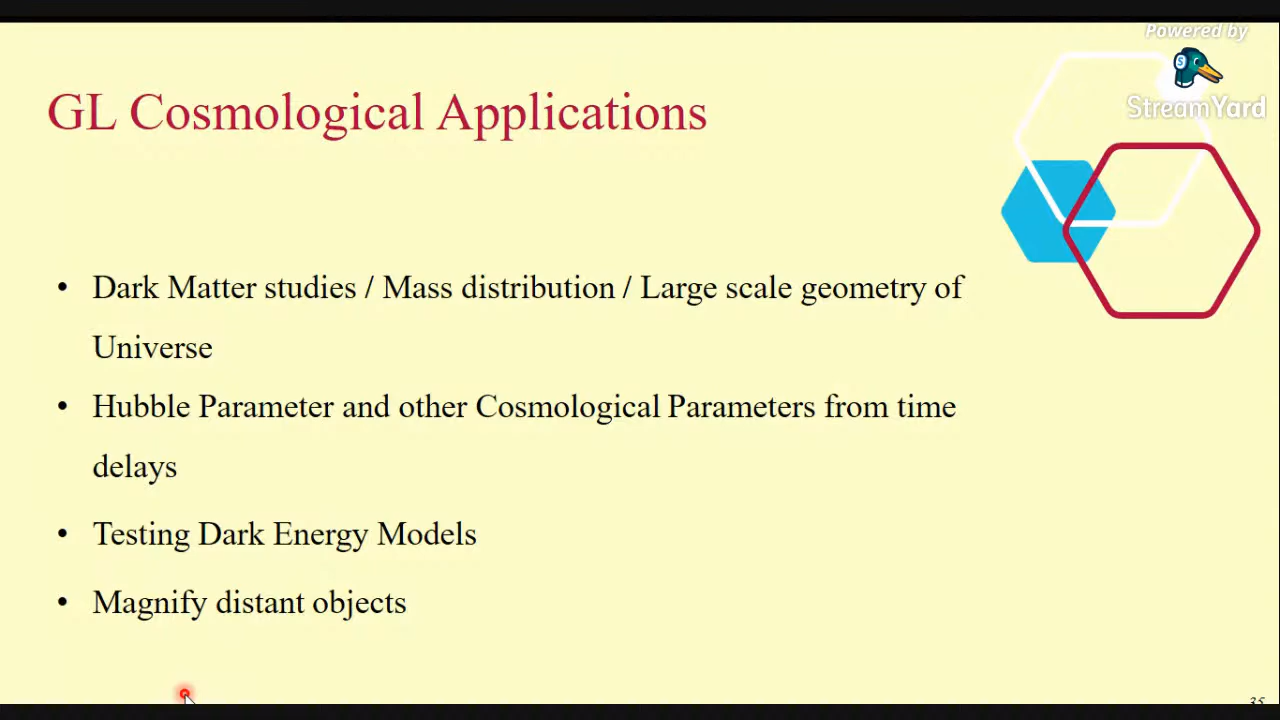 Powered by
StreamYard
GL Cosmological Applications
• Dark Matter studies / Mass distribution / Large scale geometry of
Universe
• Hubble Parameter and other Cosmological Parameters from time
delays
• Testing Dark Energy Models
• Magnify distant objects
35